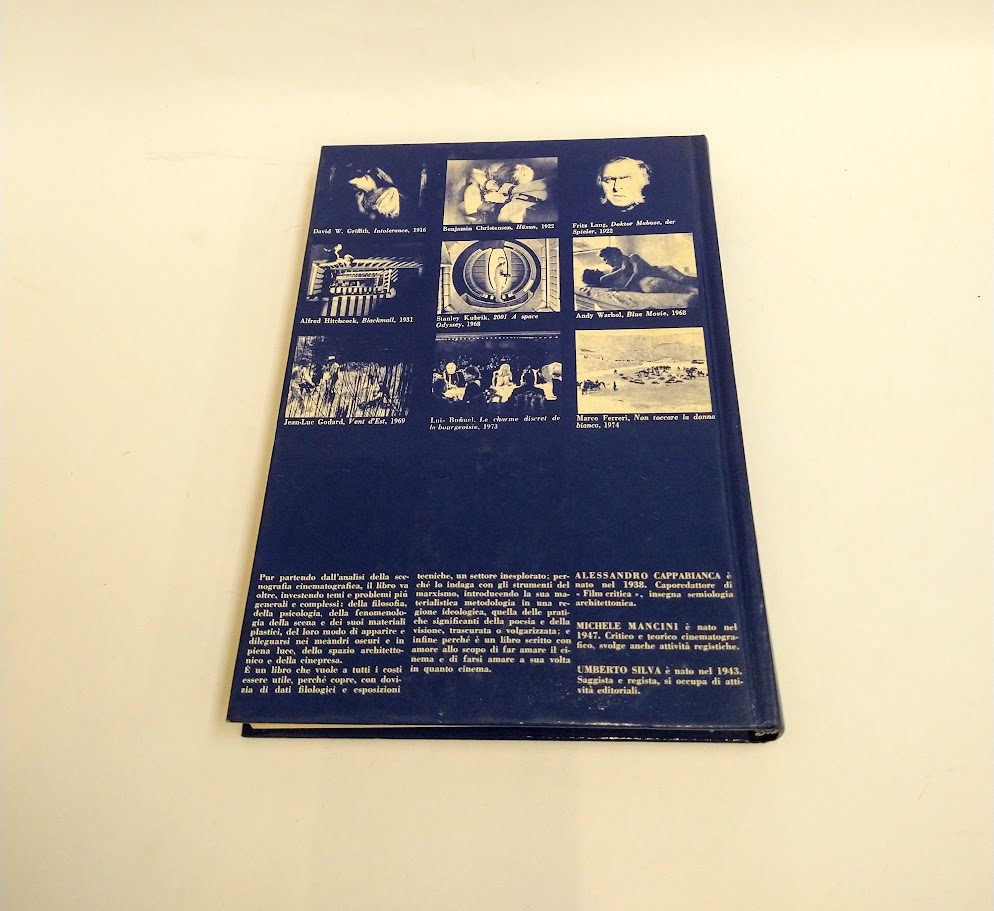 David W. Griffith, Intolerance, 1916
Benjamin Christensen, Häxan, 1922
Fritz Lang, Doktor Mabuse, der
Spieler, 1922
Alfred Hitchcock, Blackmail, 1931
Stanley Kubrik, 2001 A space
Odyssey, 1968
Andy Warhol, Blue Movie, 1968
Jean-Luc Godard, Vent d'Est, 1969
Luis Buñuel, Le charme discret de
la bourgeoisie, 1973
Marco Ferreri, Non toccare la donna
bianca, 1974
Pur partendo dall'analisi della sce-
nografia cinematografica, il libro va
oltre, investendo temi e problemi piú
generali e complessi: della filosofia,
della psicologia, della fenomenolo-
gia della scena e dei suoi materiali
plastici, del loro modo di apparire e
dileguarsi nei meandri oscuri e in
piena luce, dello spazio architetto-
nico e della cinepresa.
È un libro che vuole a tutti i costi
essere utile, perché copre, con dovi-
zia di dati filologici e esposizioni
tecniche, un settore inesplorato; per-
ché lo indaga con gli strumenti del
marxismo, introducendo la sua ma-
terialistica metodologia in una re-
gione ideologica, quella delle prati-
che significanti della poesia e della
visione, trascurata o volgarizzata; e
infine perché è un libro scritto con
amore allo scopo di far amare il ci-
nema e di farsi amare a sua volta
in quanto cinema.
ALESSANDRO CAPPABIANCA è
nato nel 1938. Caporedattore di
« Film critica », insegna semiologia
architettonica.
MICHELE MANCINI è nato nel
1947. Critico e teorico cinematogra-
fico, svolge anche attività registiche.
UMBERTO SILVA è nato nel 1943.
Saggista e regista, si occupa di atti-
vità editoriali.